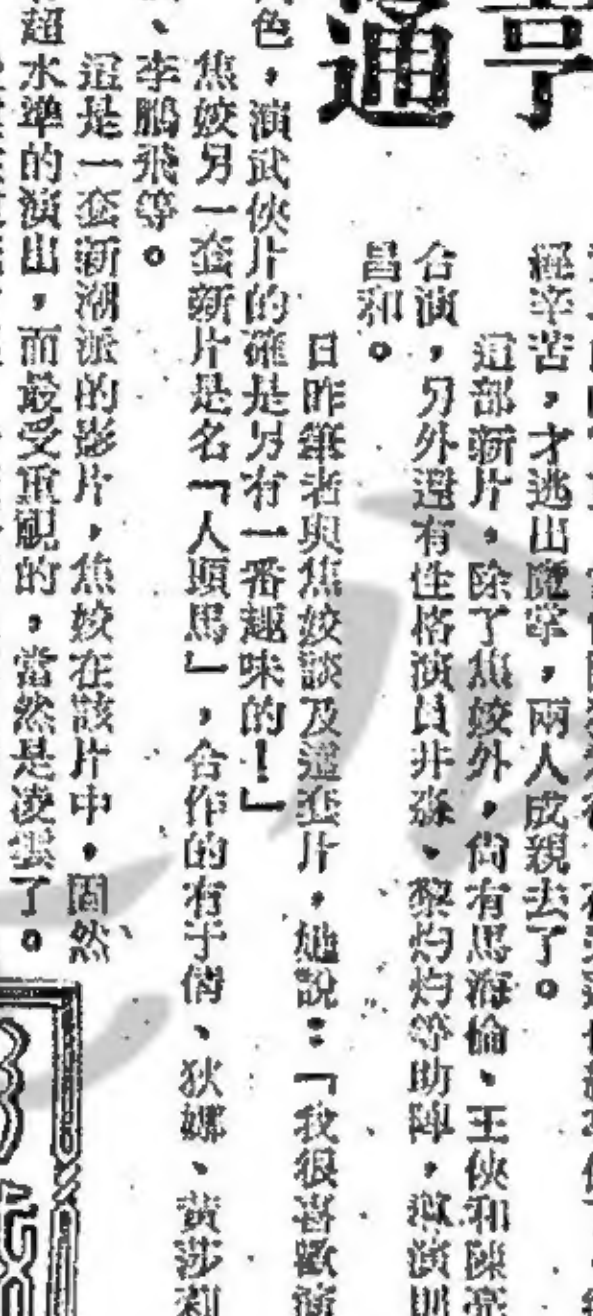 亨通
經辛苦，才逃出魔掌，兩人成親去了。
這部新片，除了焦姣外，尚有馬海倫、王俠和陳亮
合演，另外還有性格演員井淼、黎灼灼等助陣，導演則
昌和。
日昨筆者與焦姣談及這套片，她說：「我很喜歡演
色，演武俠片的確是另有一番趣味的！」
焦姣另一套新片是名「人頭馬」，合作的有于倩、狄娜、黃莎莉
、李鵬飛等。
這是一套新潮派的影片，焦姣在該片中，固然
超水準的演出，而最受重視的，當然是凌雲了。